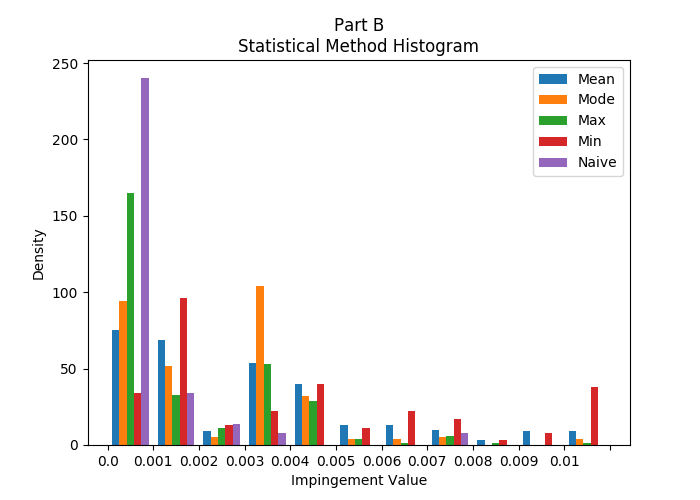 Part B
Statistical Method Histogram
250
200
150
100
50
0
Density
Mean
Mode
Max
Min
Naive
0.0 0.001 0.002 0.003 0.004 0.005 0.006 0.007 0.008 0.009 0.01
Impingement Value